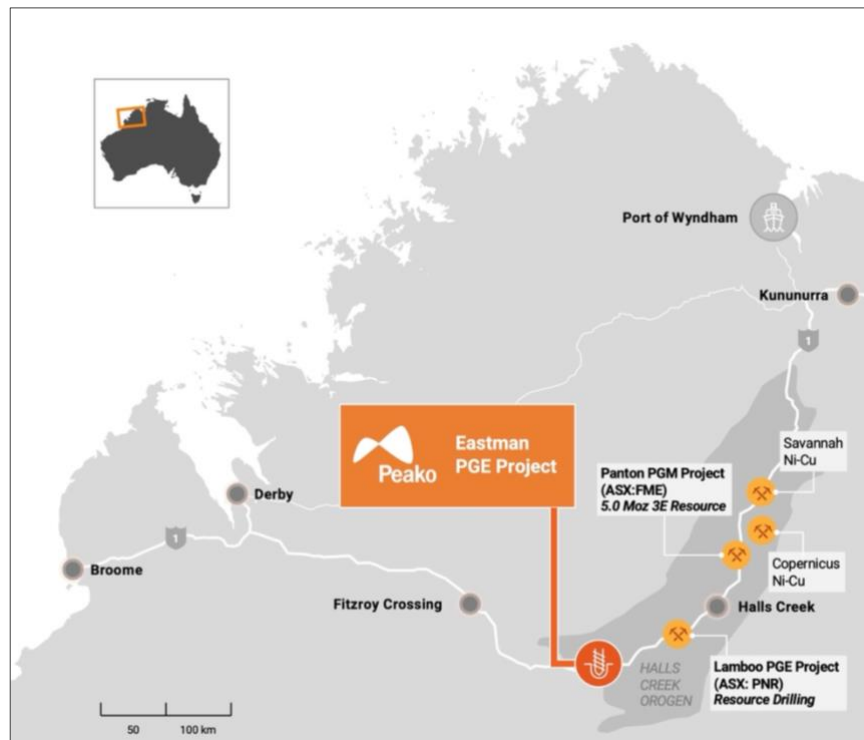 Port of Wyndham
Kununurra
1
Peako
Eastman
PGE Project
Savannah
Ni-Cu
Panton PGM Project
(ASX:FME)
5.0 Moz 3E Resource
Derby
1
Broome
Copernicus
Ni-Cu
Fitzroy Crossing
Halls Creek
HALLS
CREEK
OROGEN
Lamboo PGE Project
(ASX: PNR)
Resource Drilling
50
100 km